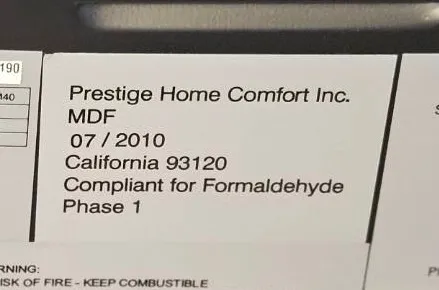 190
Prestige Home Comfort Inc.
MDF
07 / 2010
California 93120
Compliant for Formaldehyde
Phase 1
RNING:
ISK OF FIRE - KEEP COMBUSTIBLE